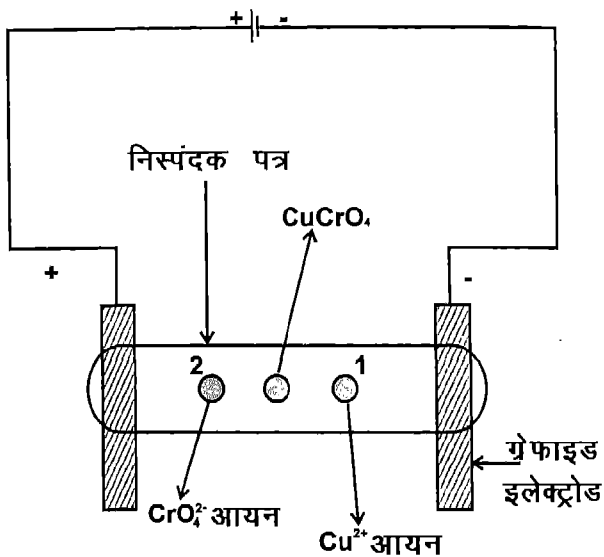 + -
निस्पंदक पत्र
CuCrO₄
+ -
2 1
CrO₄²⁻ आयन
Cu²⁺ आयन
ग्रेफाइड
इलेक्ट्रोड